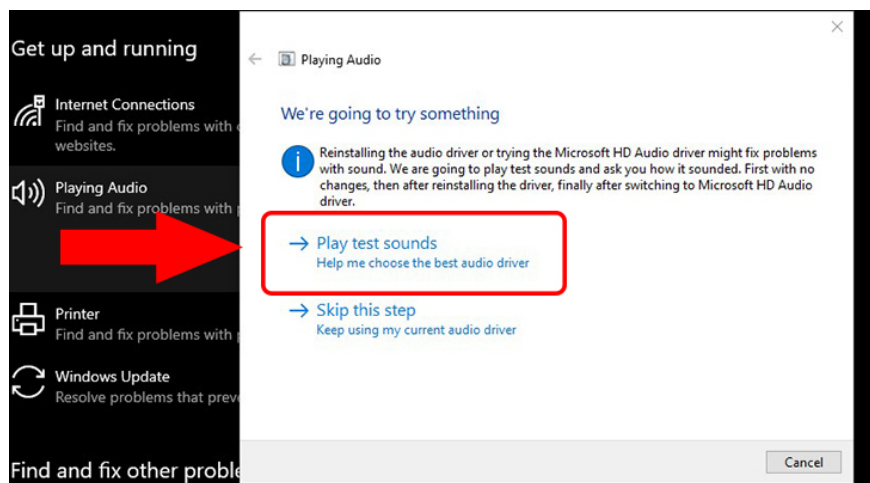 Get up and running
Internet Connections
Find and fix problems with
websites.
Playing Audio
Find and fix problems with
Printer
Find and fix problems with
Windows Update
Resolve problems that prev
Find and fix other proble
Playing Audio
We're going to try something
Reinstalling the audio driver or trying the Microsoft HD Audio driver might fix problems
with sound. We are going to play test sounds and ask you how it sounded. First with no
changes, then after reinstalling the driver, finally after switching to Microsoft HD Audio
driver.
Play test sounds
Help me choose the best audio driver
Skip this step
Keep using my current audio driver
Cancel